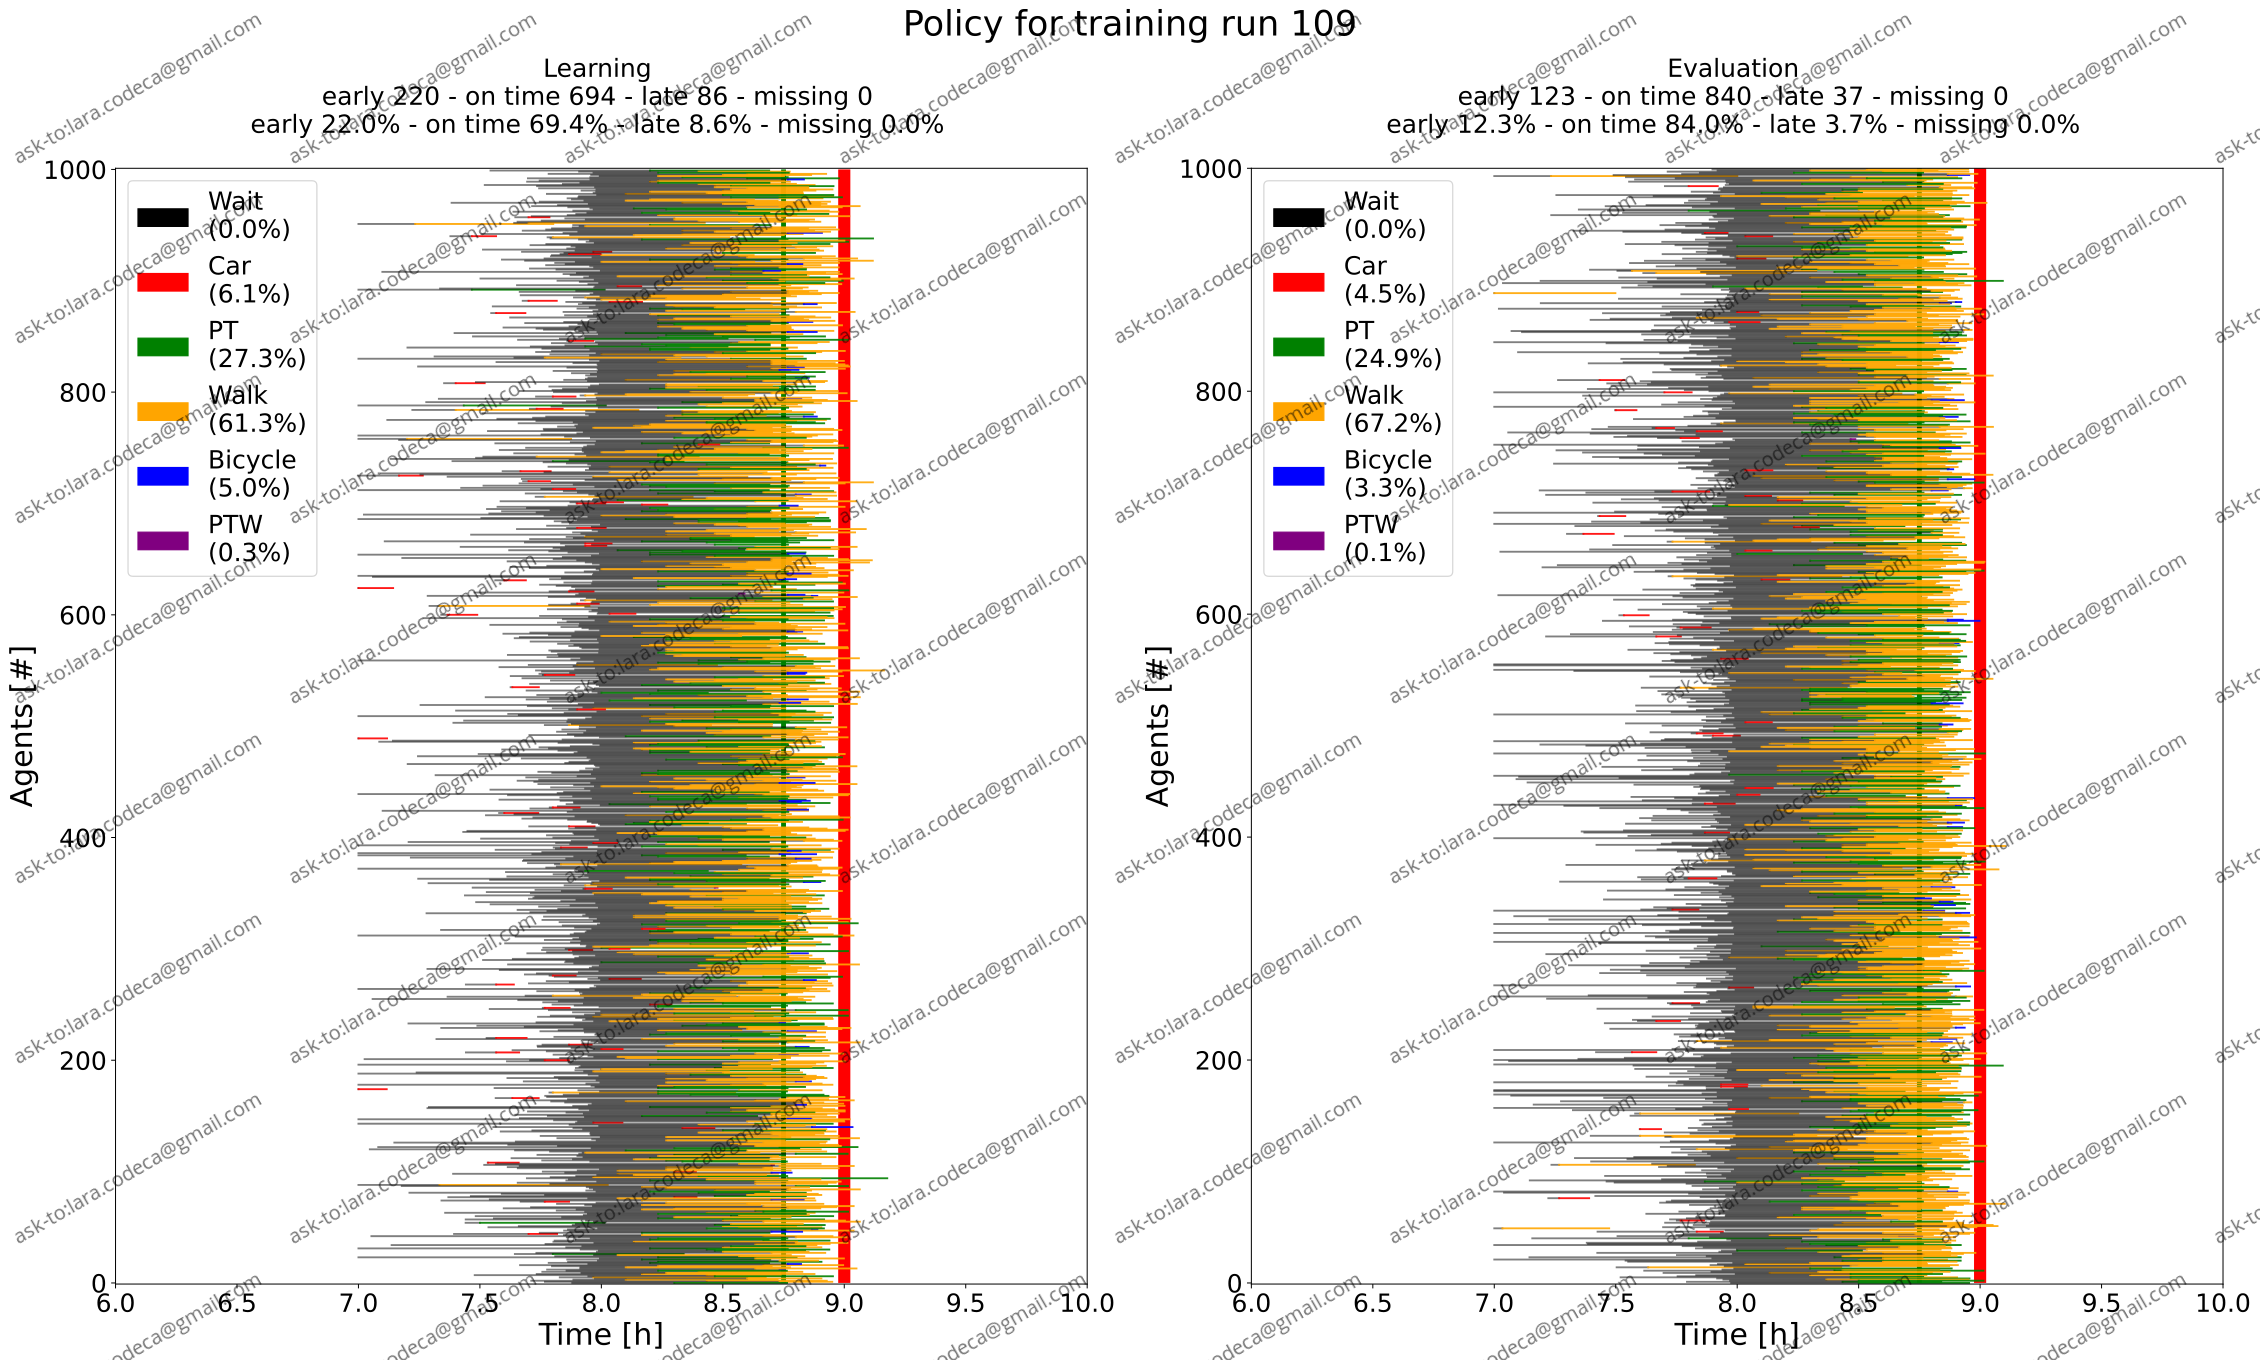 Policy for training run 109
Learning
early 220 - on time 694 - late 86 - missing 0
early 22.0% - on time 69.4% - late 8.6% - missing 0.0%
1000
800
600
400
200
0
Agents [#]
Wait
(0.0%)
Car
(6.1%)
PT
(27.3%)
Walk
(61.3%)
Bicycle
(5.0%)
PTW
(0.3%)
6.0 6.5 7.0 7.5 8.0 8.5 9.0 9.5 10.0
Time [h]
Evaluation
early 123 - on time 840 - late 37 - missing 0
early 12.3% - on time 84.0% - late 3.7% - missing 0.0%
1000
800
600
400
200
0
Agents [#]
Wait
(0.0%)
Car
(4.5%)
PT
(24.9%)
Walk
(67.2%)
Bicycle
(3.3%)
PTW
(0.1%)
6.0 6.5 7.0 7.5 8.0 8.5 9.0 9.5 10.0
Time [h]
ask-to:lara.codeca@gmail.com